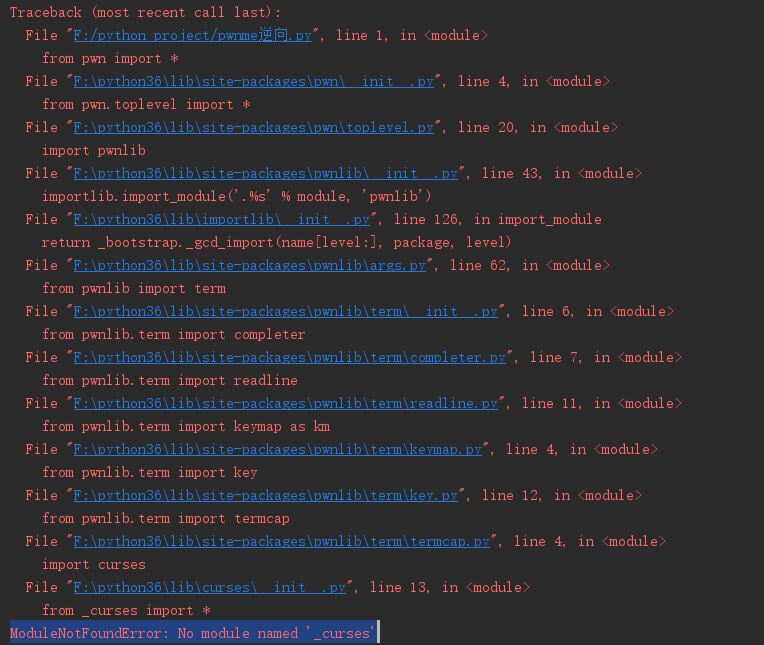 Traceback (most recent call last):
File "F:/python project/pwnme逆向.py", line 1, in <module>
from pwn import *
File "F:\python36\lib\site-packages\pwn\__init__.py", line 4, in <module>
from pwn.toplevel import *
File "F:\python36\lib\site-packages\pwn\toplevel.py", line 20, in <module>
import pwnlib
File "F:\python36\lib\site-packages\pwnlib\__init__.py", line 43, in <module>
importlib.import_module('.%s' % module, 'pwnlib')
File "F:\python36\lib\importlib\__init__.py", line 126, in import_module
return _bootstrap._gcd_import(name[level:], package, level)
File "F:\python36\lib\site-packages\pwnlib\args.py", line 62, in <module>
from pwnlib import term
File "F:\python36\lib\site-packages\pwnlib\term\__init__.py", line 6, in <module>
from pwnlib.term import completer
File "F:\python36\lib\site-packages\pwnlib\term\completer.py", line 7, in <module>
from pwnlib.term import readline
File "F:\python36\lib\site-packages\pwnlib\term\readline.py", line 11, in <module>
from pwnlib.term import keymap as km
File "F:\python36\lib\site-packages\pwnlib\term\keymap.py", line 4, in <module>
from pwnlib.term import key
File "F:\python36\lib\site-packages\pwnlib\term\key.py", line 12, in <module>
from pwnlib.term import termcap
File "F:\python36\lib\site-packages\pwnlib\term\termcap.py", line 4, in <module>
import curses
File "F:\python36\lib\curses\__init__.py", line 13, in <module>
from _curses import *
ModuleNotFoundError: No module named '_curses'